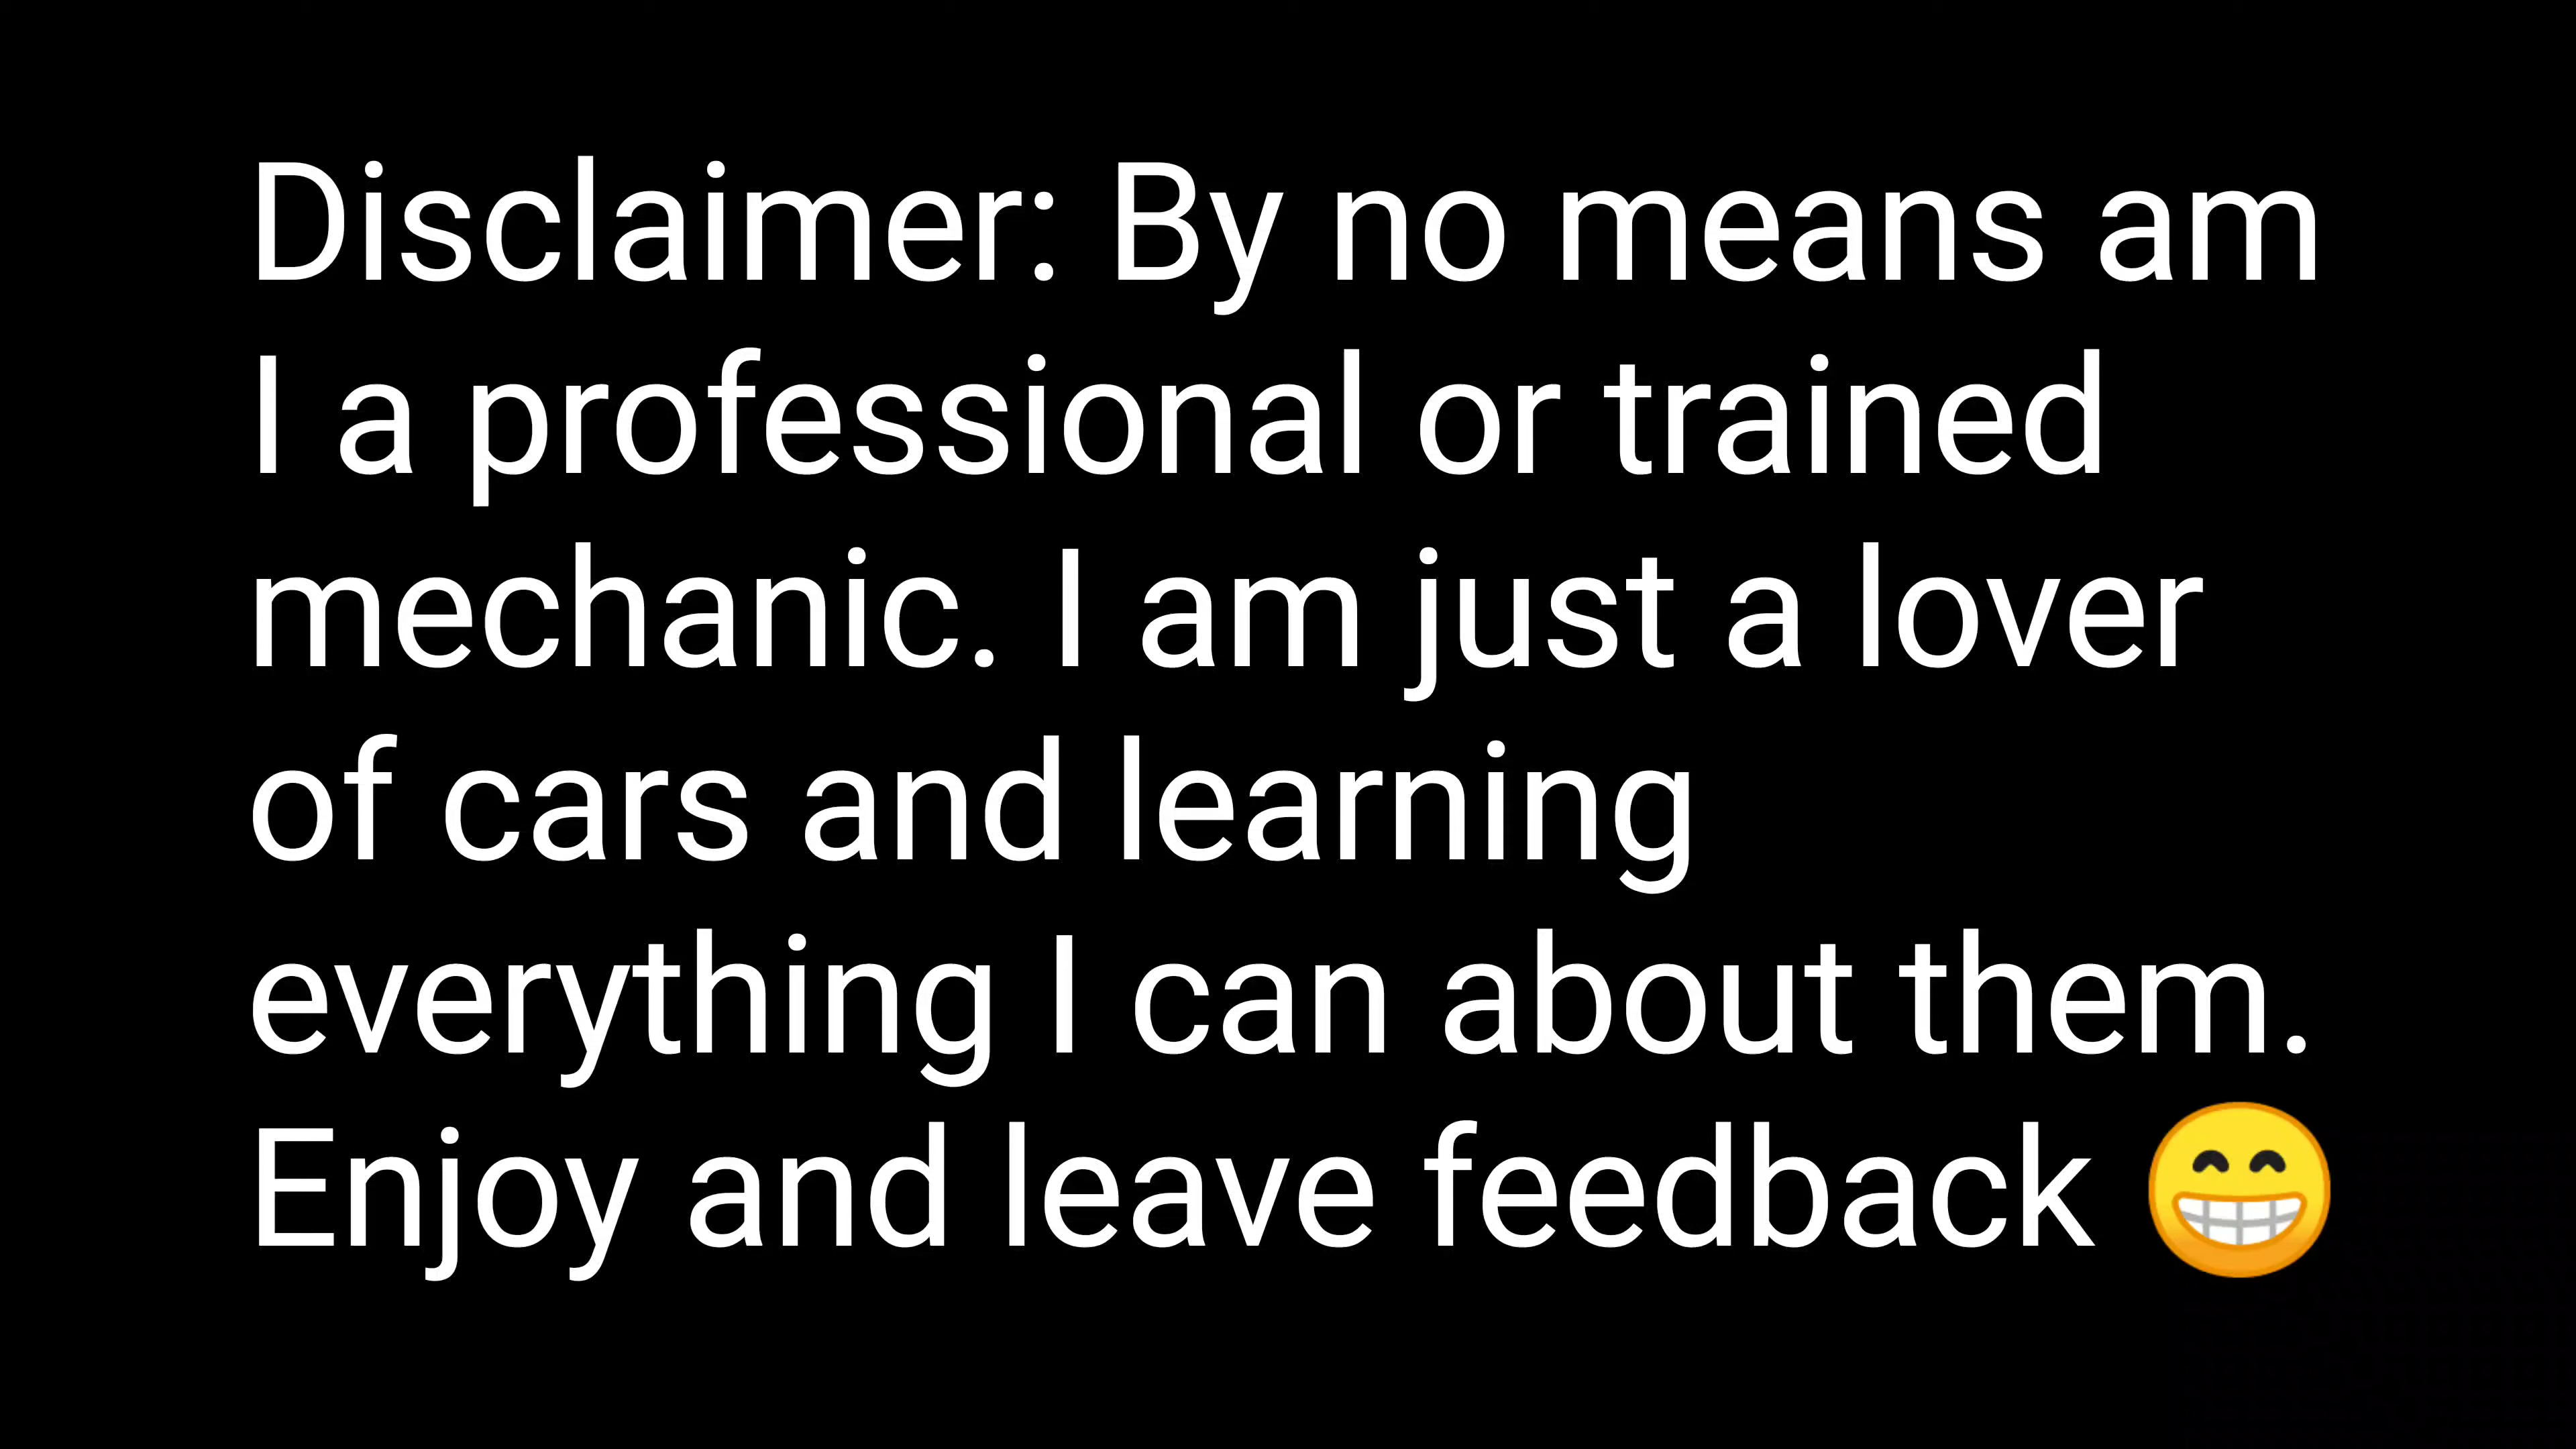 Disclaimer: By no means am
I a professional or trained
mechanic. I am just a lover
of cars and learning
everything I can about them.
Enjoy and leave feedback 😁